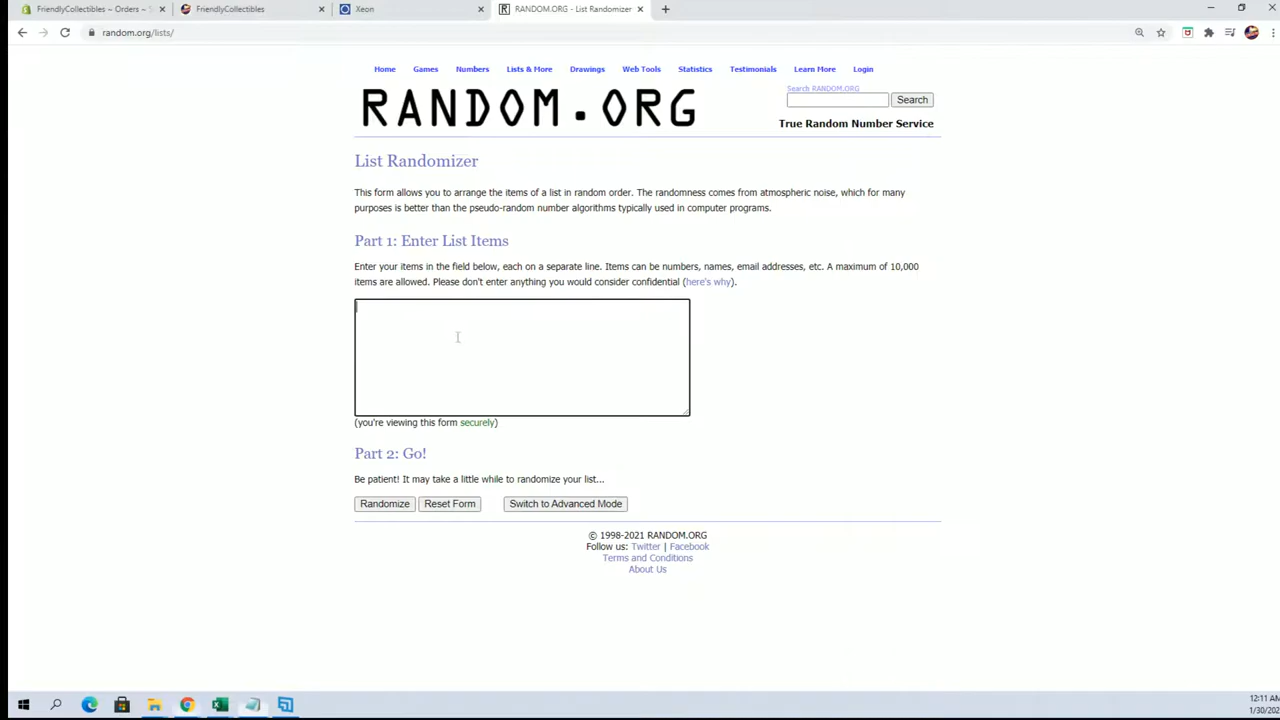 FriendlyCollectibles ~ Orders ~ S
FriendlyCollectibles
Xeon
RANDOM.ORG - List Randomizer
random.org/lists/
Home Games Numbers Lists & More Drawings Web Tools Statistics Testimonials Learn More Login
RANDOM.ORG
Search RANDOM.ORG
Search
True Random Number Service
List Randomizer
This form allows you to arrange the items of a list in random order. The randomness comes from atmospheric noise, which for many
purposes is better than the pseudo-random number algorithms typically used in computer programs.
Part 1: Enter List Items
Enter your items in the field below, each on a separate line. Items can be numbers, names, email addresses, etc. A maximum of 10,000
items are allowed. Please don't enter anything you would consider confidential (here's why).
(you're viewing this form securely)
Part 2: Go!
Be patient! It may take a little while to randomize your list...
Randomize Reset Form Switch to Advanced Mode
© 1998-2021 RANDOM.ORG
Follow us: Twitter | Facebook
Terms and Conditions
About Us
12:11 AM
1/30/202